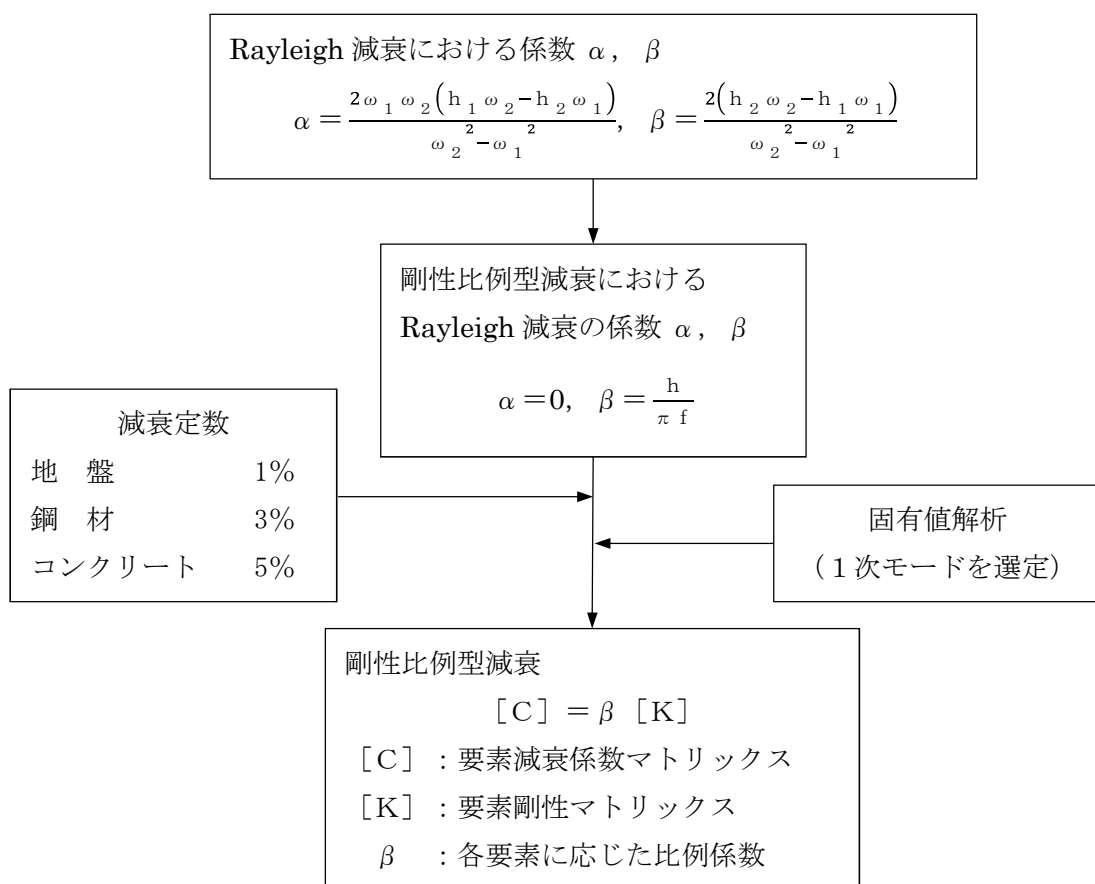 Rayleigh 減衰における係数 α, β
α=2ω₁ω₂(h₁ω₂−h₂ω₁)/(ω₂²−ω₁²), β=2(h₂ω₂−h₁ω₁)/(ω₂²−ω₁²)
剛性比例型減衰における
Rayleigh 減衰の係数 α, β
α=0, β=h/(πf)
減衰定数
地 盤 1%
鋼 材 3%
コンクリート 5%
固有値解析
(1次モードを選定)
剛性比例型減衰
[C]=β [K]
[C]:要素減衰係数マトリックス
[K]:要素剛性マトリックス
β :各要素に応じた比例係数